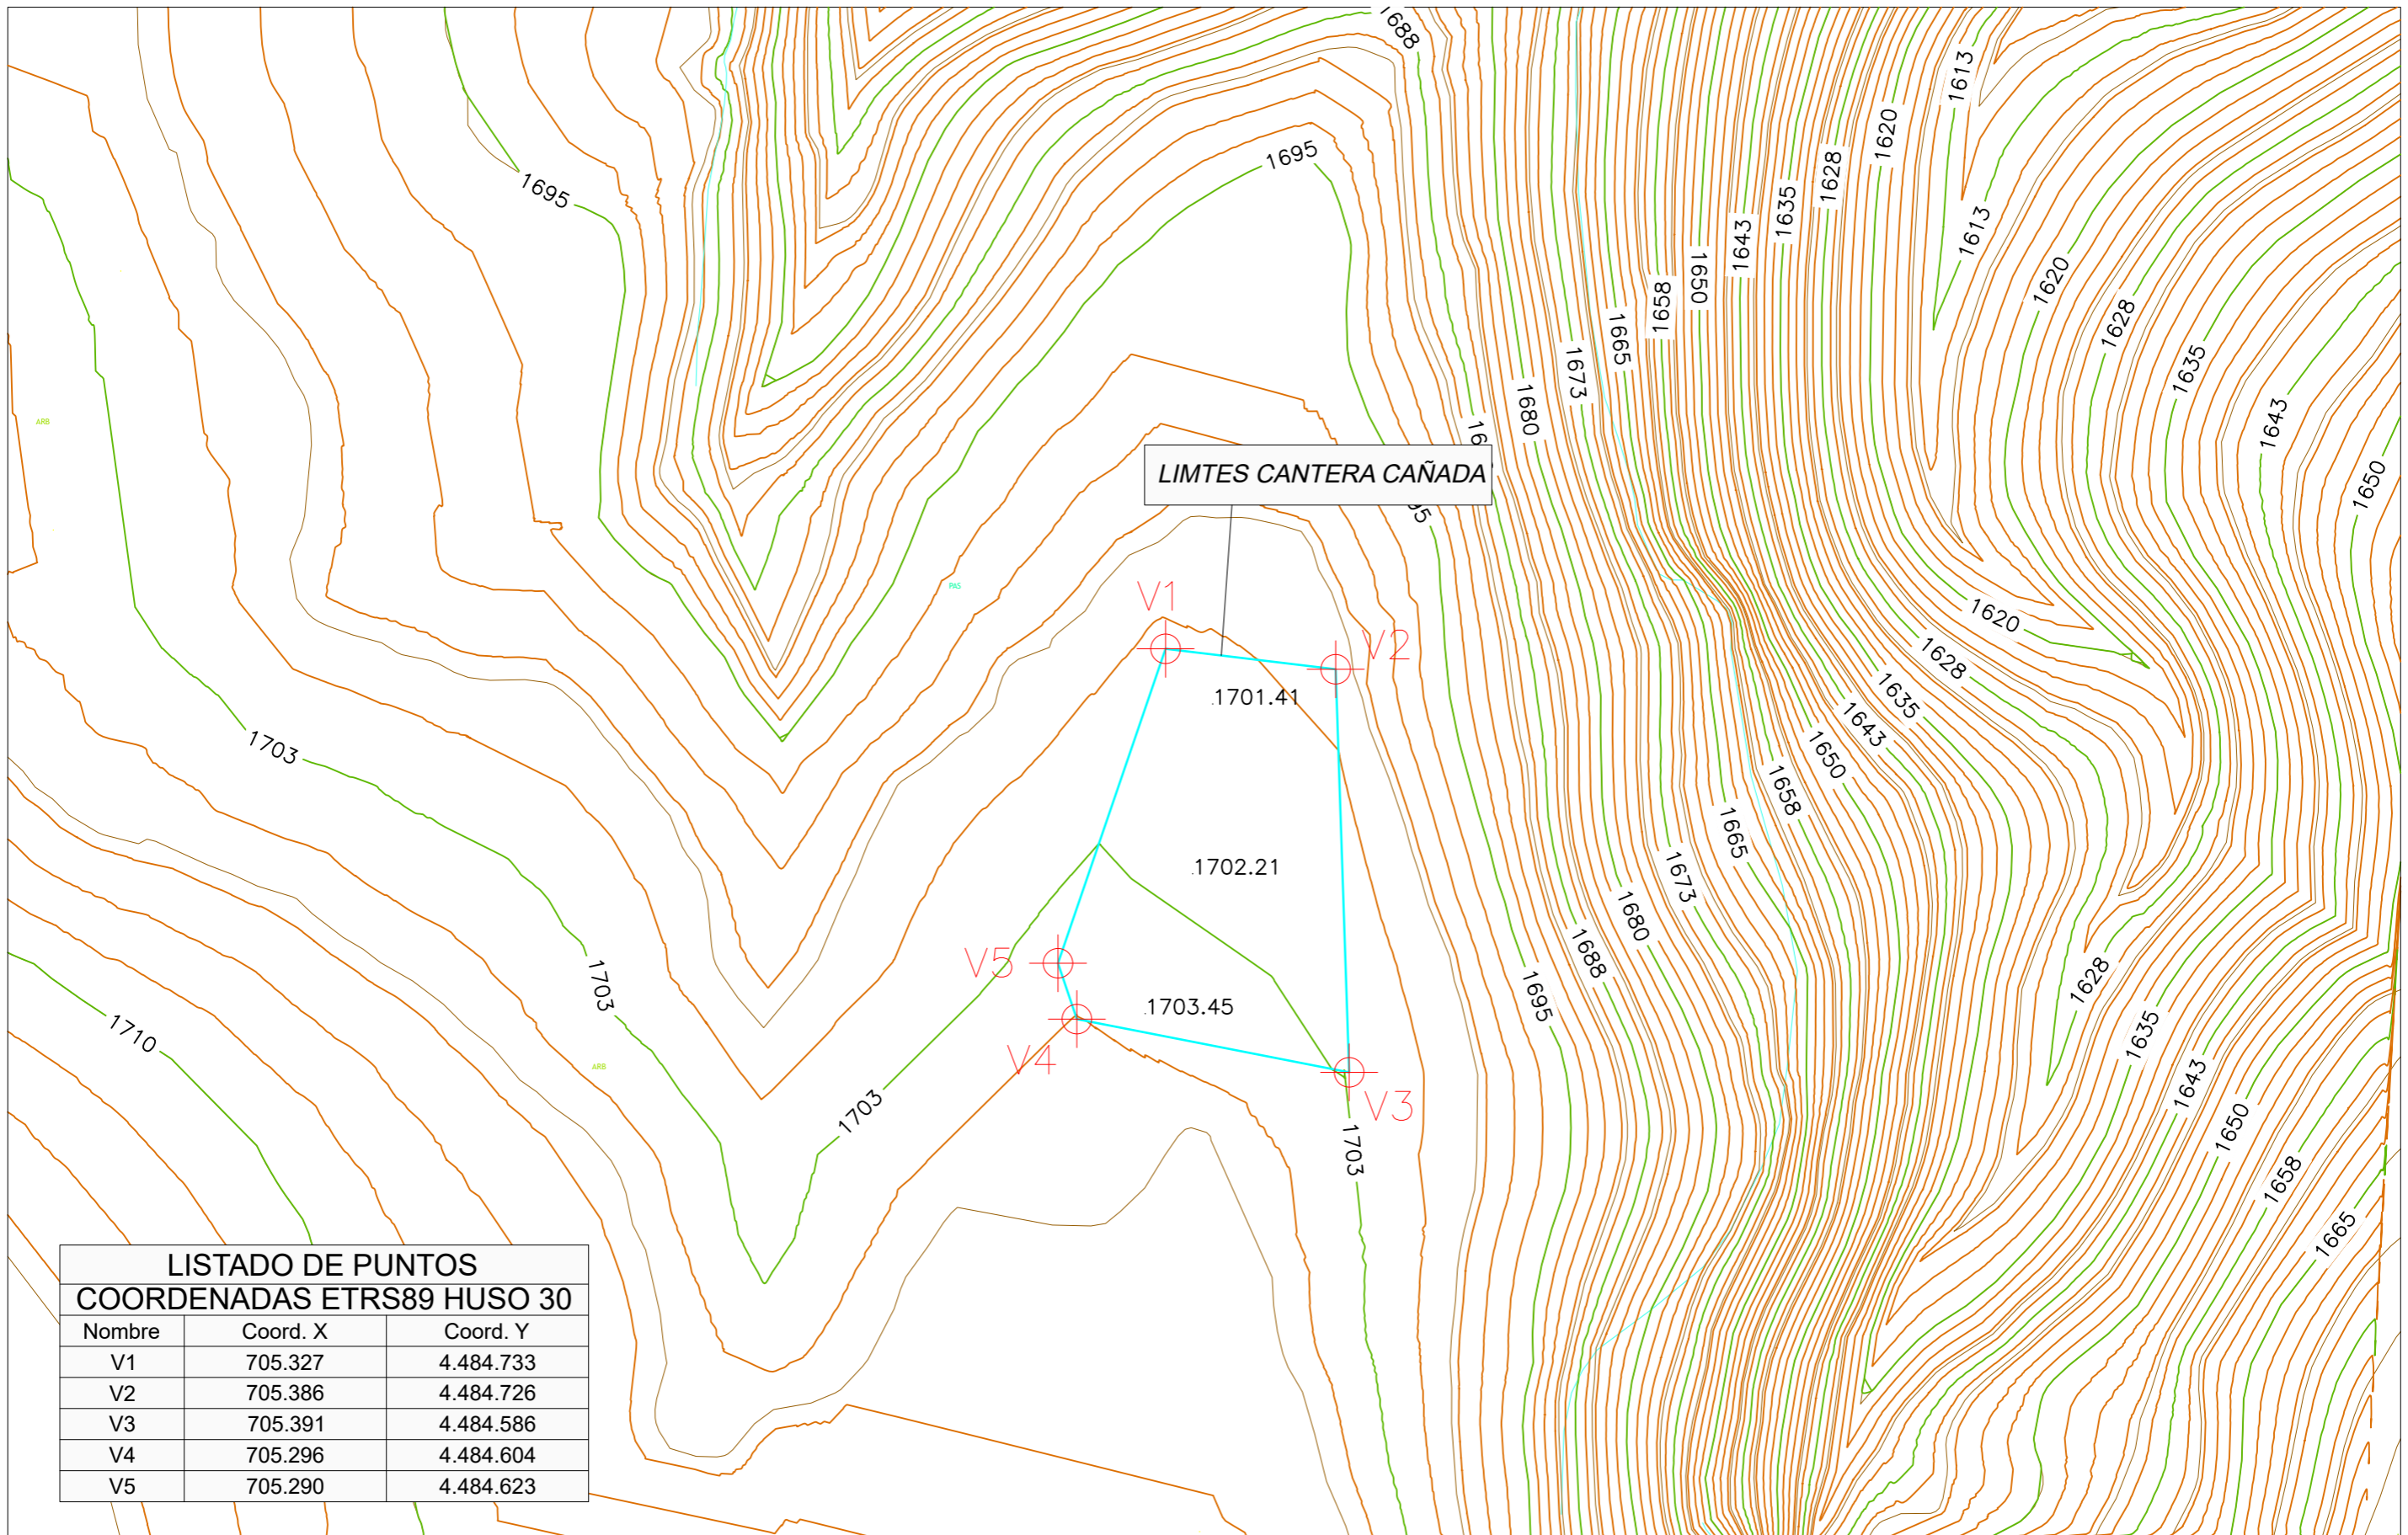 1688
1613
1695
1620
1628
1695
1635
1643
1613
1650
1620
1658
1628
1665
1673
1635
1680
1643
ARB
LIMTES CANTERA CAÑADA
1650
PAS
V1
1620
V2
1628
1635
1701.41
1643
1703
1650
1658
1665
1702.21
1673
1680
V5
1688
1703
1628
1695
1703.45
1710
1635
V4
ARB
1643
1703
V3
1650
1703
1658
1665
LISTADO DE PUNTOS
COORDENADAS ETRS89 HUSO 30
Nombre Coord. X Coord. Y
V1 705.327 4.484.733
V2 705.386 4.484.726
V3 705.391 4.484.586
V4 705.296 4.484.604
V5 705.290 4.484.623